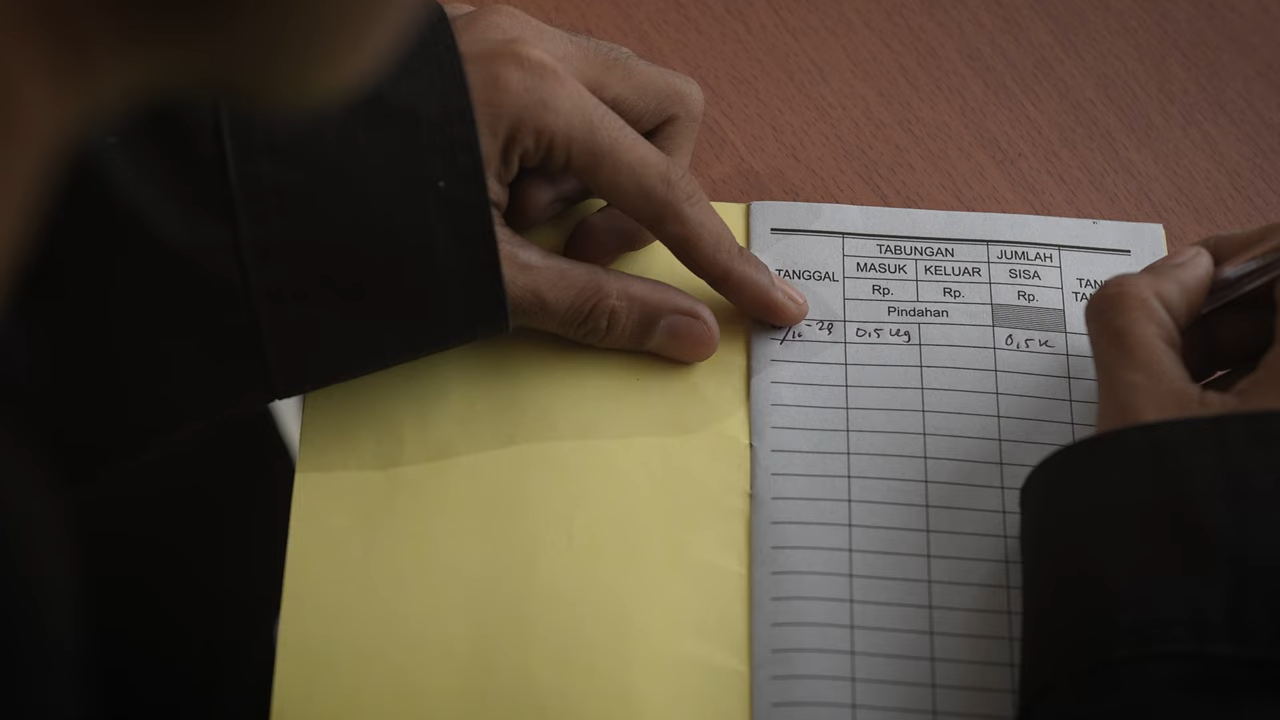 TABUNGAN JUMLAH
TANGGAL MASUK KELUAR SISA
Rp. Rp. Rp.
Pindahan
0,5 kg 0,5 k